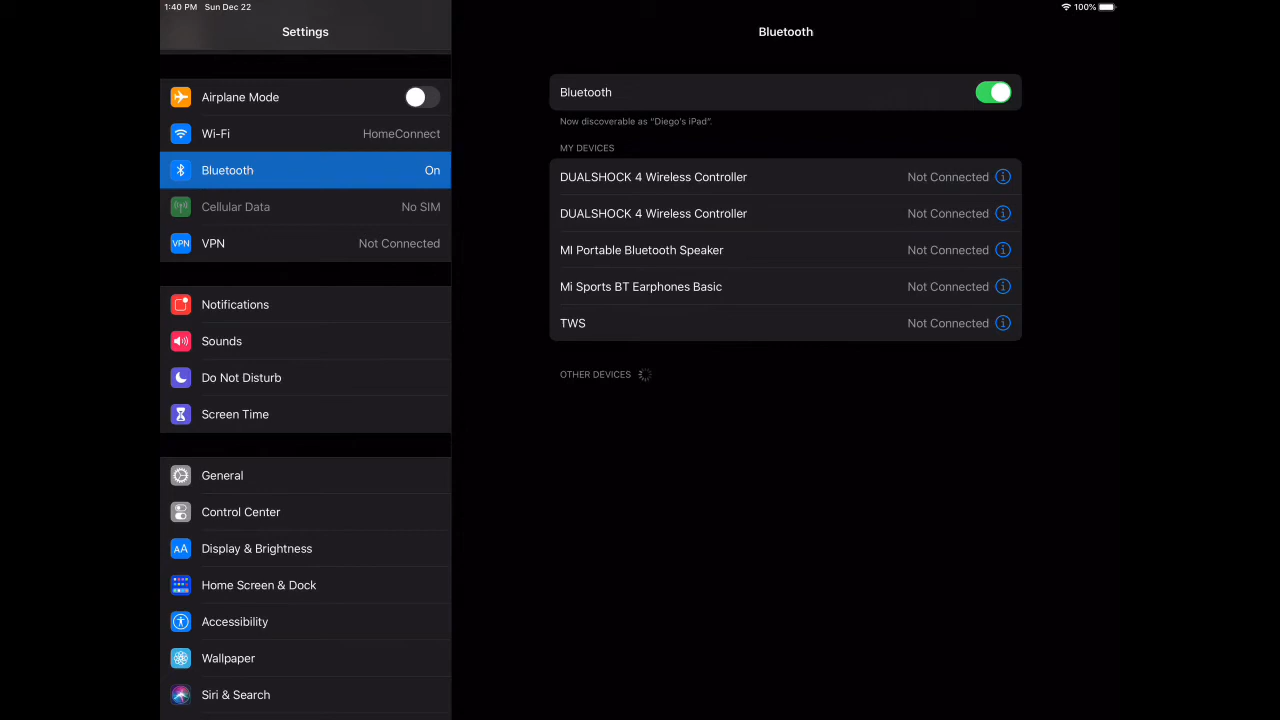 1:40 PM Sun Dec 22
100%
Settings
Airplane Mode
Wi-Fi HomeConnect
Bluetooth On
Cellular Data No SIM
VPN VPN Not Connected
Notifications
Sounds
Do Not Disturb
Screen Time
General
Control Center
AA Display & Brightness
Home Screen & Dock
Accessibility
Wallpaper
Siri & Search
Bluetooth
Bluetooth
Now discoverable as “Diego's iPad”.
MY DEVICES
DUALSHOCK 4 Wireless Controller Not Connected
DUALSHOCK 4 Wireless Controller Not Connected
MI Portable Bluetooth Speaker Not Connected
Mi Sports BT Earphones Basic Not Connected
TWS Not Connected
OTHER DEVICES